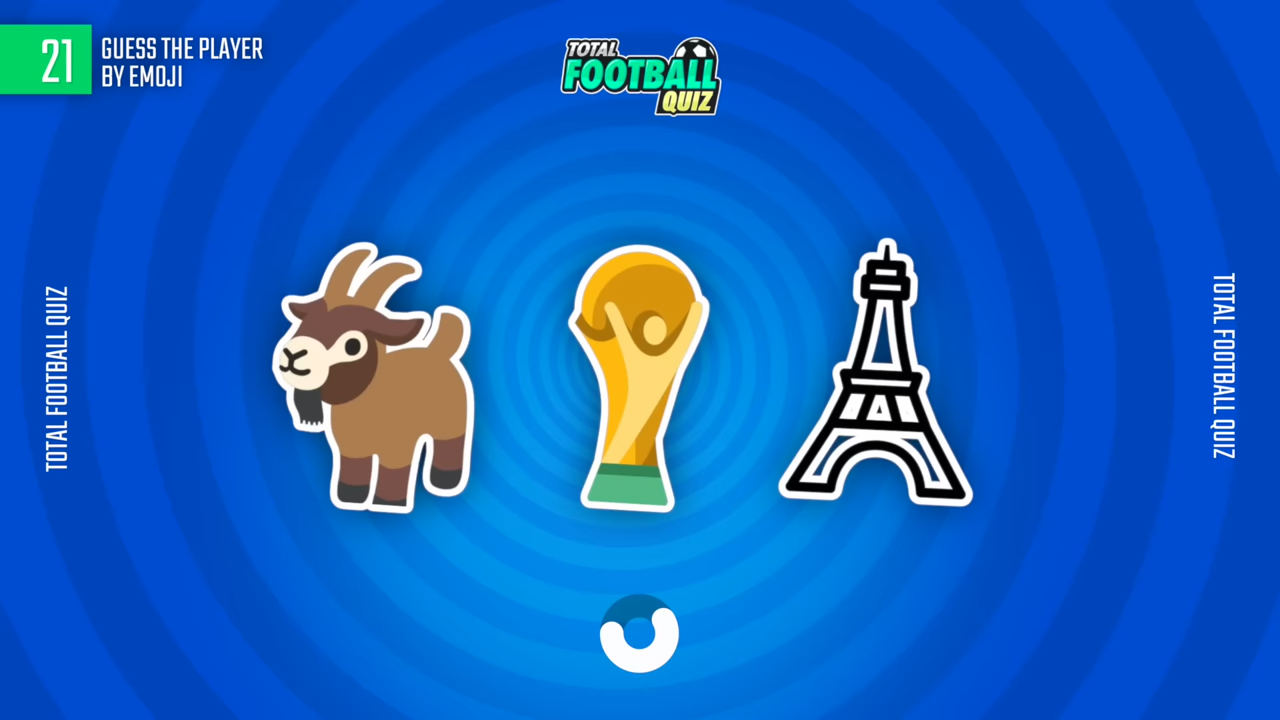 21
GUESS THE PLAYER
BY EMOJI
TOTAL
FOOTBALL
QUIZ
TOTAL FOOTBALL QUIZ
TOTAL FOOTBALL QUIZ